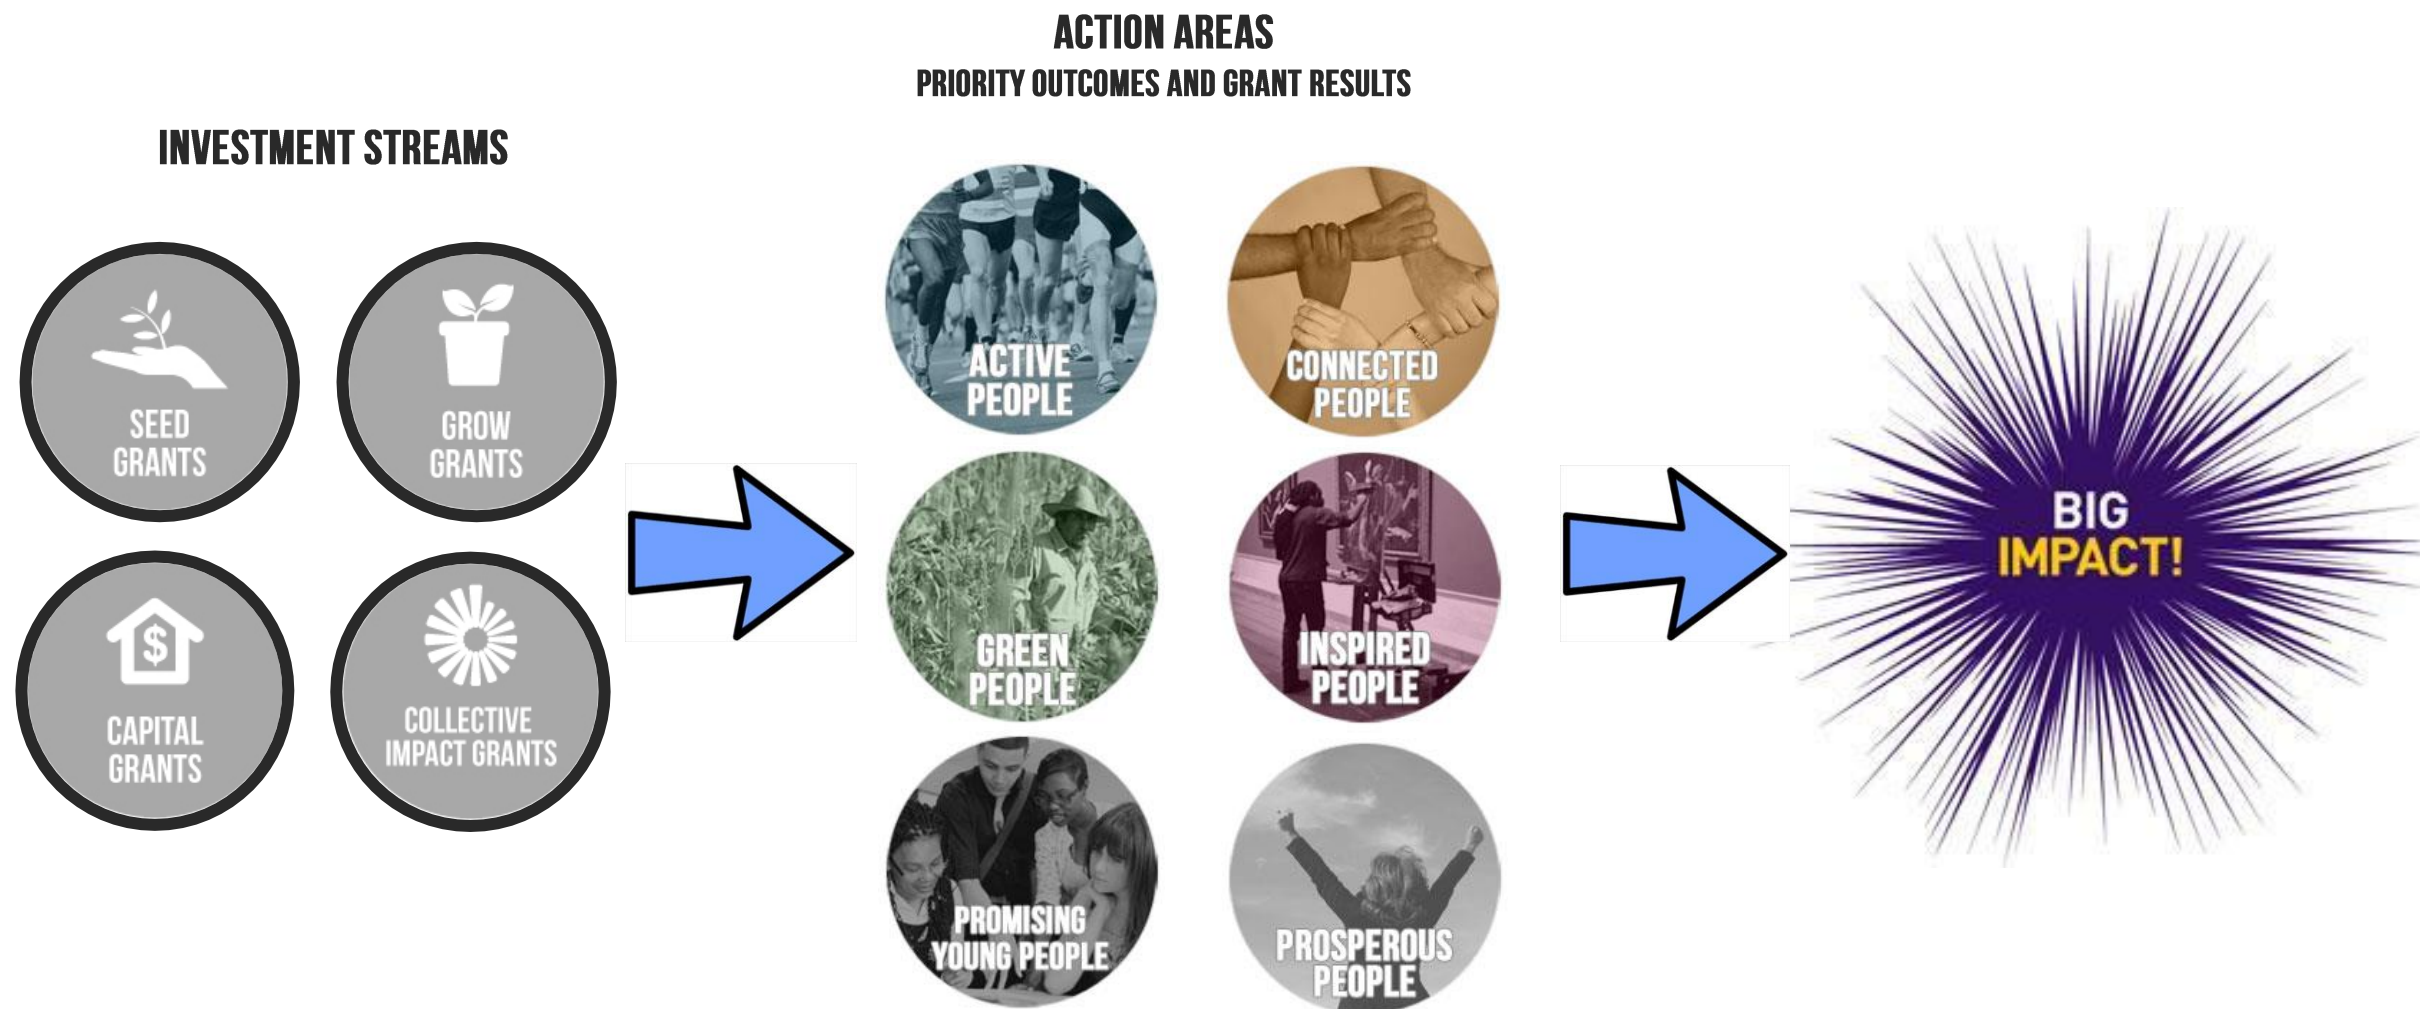 ACTION AREAS
PRIORITY OUTCOMES AND GRANT RESULTS
INVESTMENT STREAMS
SEED
GRANTS
GROW
GRANTS
CAPITAL
GRANTS
$
COLLECTIVE
IMPACT GRANTS
ACTIVE
PEOPLE
CONNECTED
PEOPLE
GREEN
PEOPLE
INSPIRED
PEOPLE
PROMISING
YOUNG PEOPLE
PROSPEROUS
PEOPLE
BIG
IMPACT!